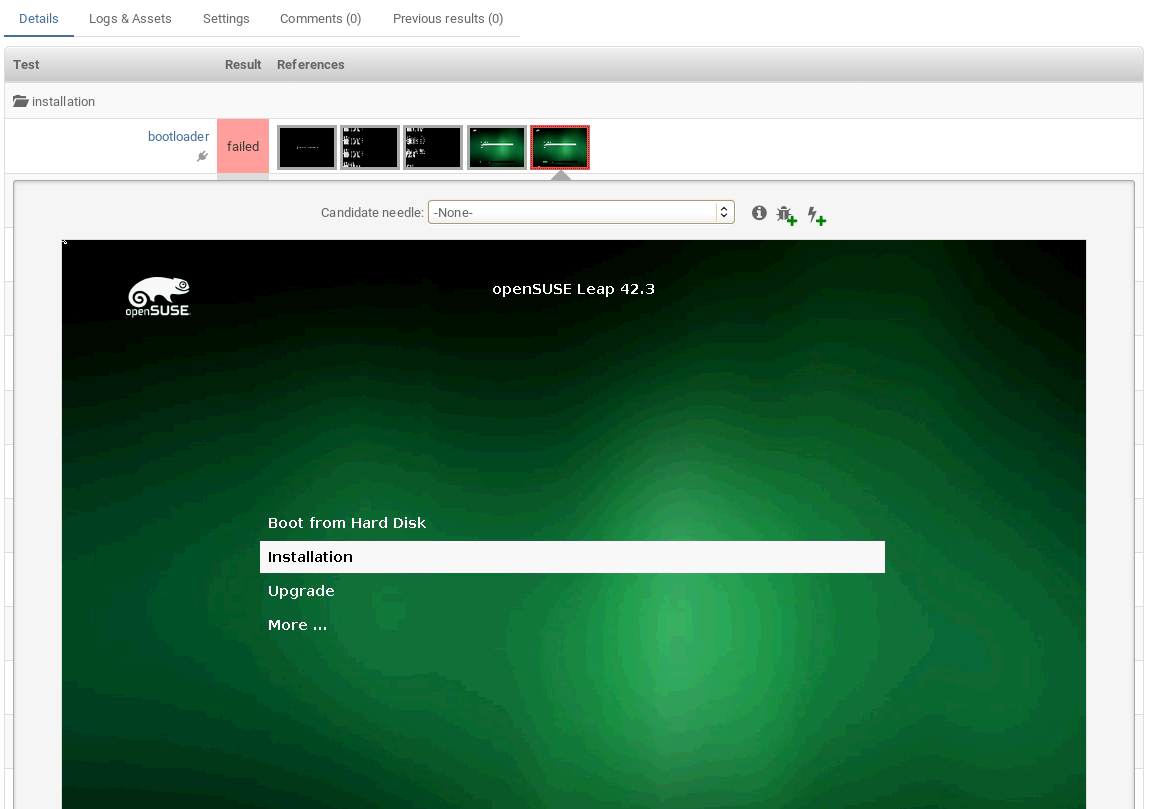 Details Logs & Assets Settings Comments (0) Previous results (0)
Test Result References
installation
bootloader failed
Candidate needle: -None-
openSUSE
openSUSE Leap 42.3
Boot from Hard Disk
Installation
Upgrade
More ...